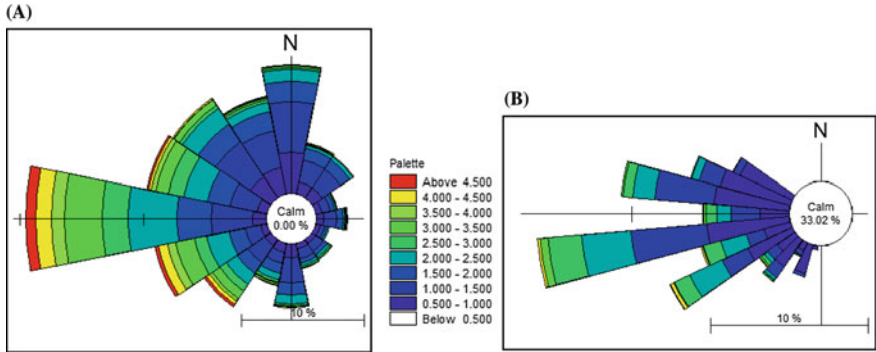 (A)
N
Calm
0.00 %
10 %
Palette
Above 4.500
4.000 - 4.500
3.500 - 4.000
3.000 - 3.500
2.500 - 3.000
2.000 - 2.500
1.500 - 2.000
1.000 - 1.500
0.500 - 1.000
Below 0.500
(B)
N
Calm
33.02 %
10 %